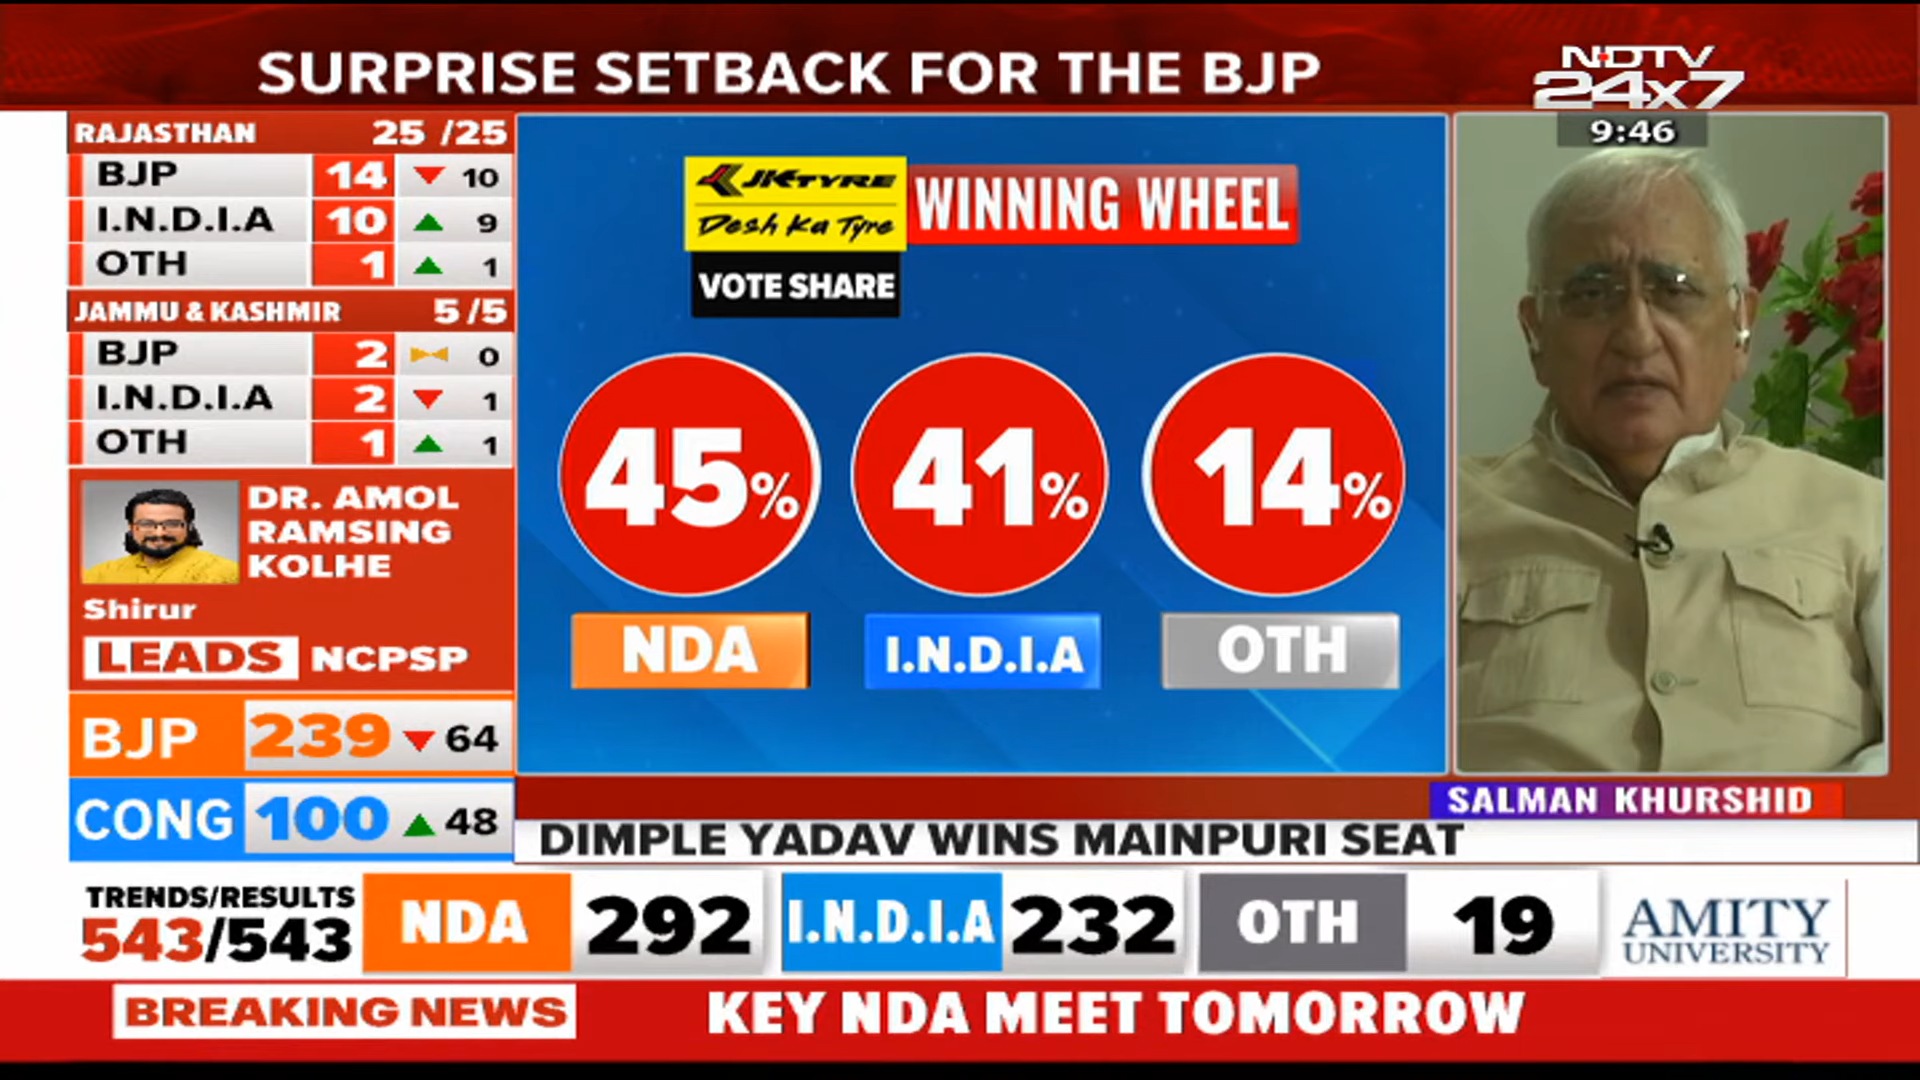 SURPRISE SETBACK FOR THE BJP
NDTV
24x7
9:46
RAJASTHAN 25 /25
BJP 14 10
I.N.D.I.A 10 9
OTH 1 1
JAMMU & KASHMIR 5 /5
BJP 2 0
I.N.D.I.A 2 1
OTH 1 1
DR. AMOL
RAMSING
KOLHE
Shirur
LEADS NCPSP
BJP 239 64
CONG 100 48
JK TYRE
Desh Ka Tyre
WINNING WHEEL
VOTE SHARE
45% 41% 14%
NDA I.N.D.I.A OTH
SALMAN KHURSHID
DIMPLE YADAV WINS MAINPURI SEAT
TRENDS/RESULTS
543/543
NDA 292 I.N.D.I.A 232 OTH 19
AMITY
UNIVERSITY
BREAKING NEWS KEY NDA MEET TOMORROW